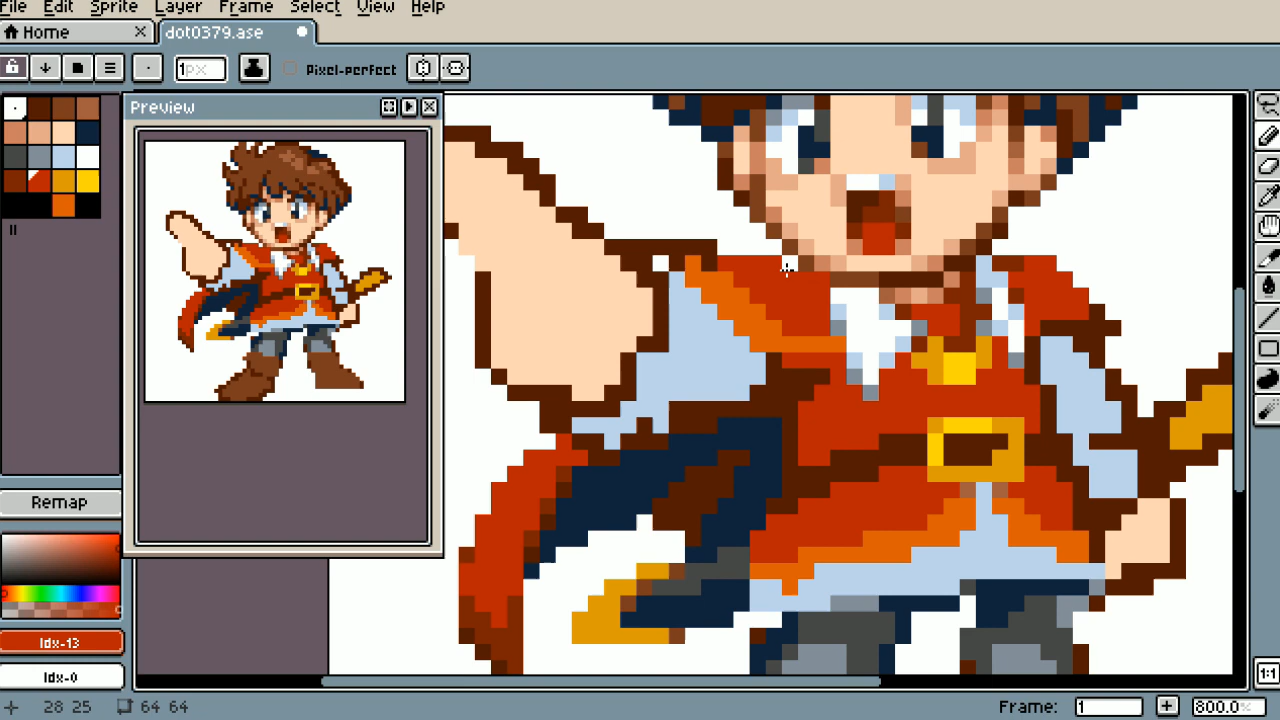 File Edit Sprite Layer Frame Select View Help
Home dot0379.ase
1px Pixel-perfect
Preview
Remap
Idx-13
Idx-0
1:1
28 25 64 64 Frame: 1 800.0%